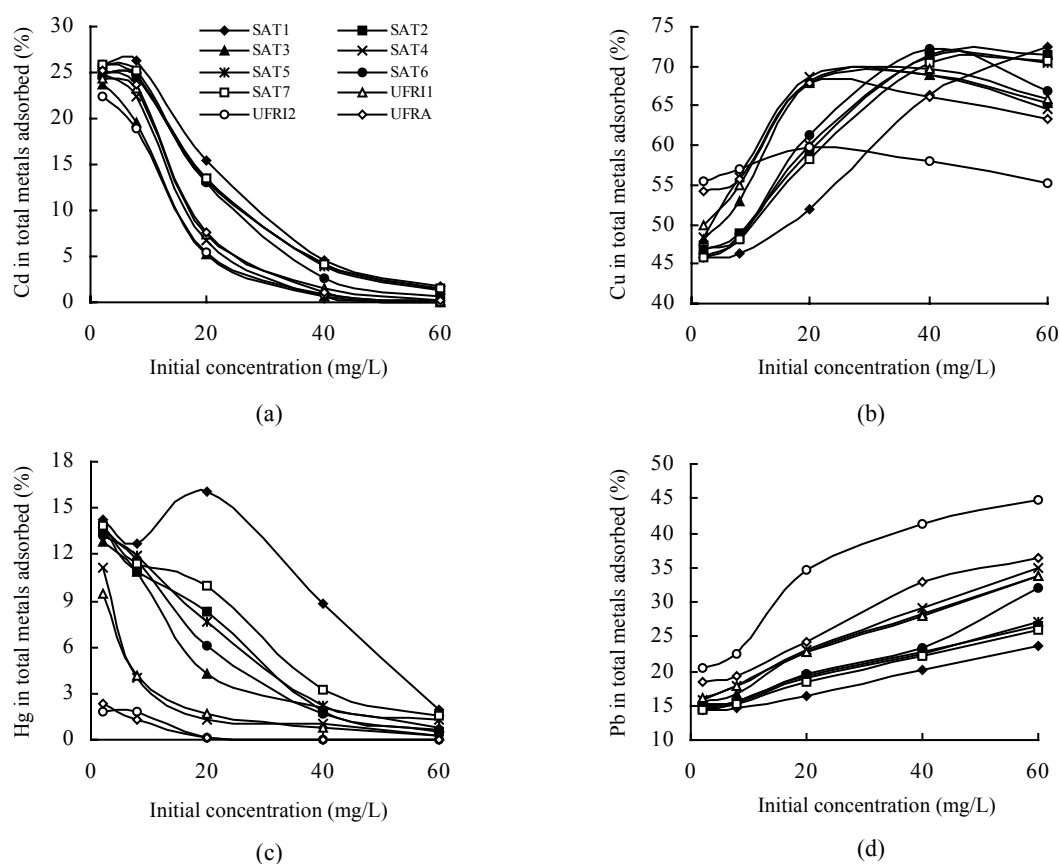 Cd in total metals adsorbed (%)
30
25
20
15
10
5
0
SAT1
SAT2
SAT3
SAT4
SAT5
SAT6
SAT7
UFRI1
UFRI2
UFRA
0
20
40
60
Initial concentration (mg/L)
(a)
Cu in total metals adsorbed (%)
80
75
70
65
60
55
50
45
40
0
20
40
60
Initial concentration (mg/L)
(b)
Hg in total metals adsorbed (%)
18
15
12
9
6
3
0
0
20
40
60
Initial concentration (mg/L)
(c)
Pb in total metals adsorbed (%)
50
45
40
35
30
25
20
15
10
0
20
40
60
Initial concentration (mg/L)
(d)